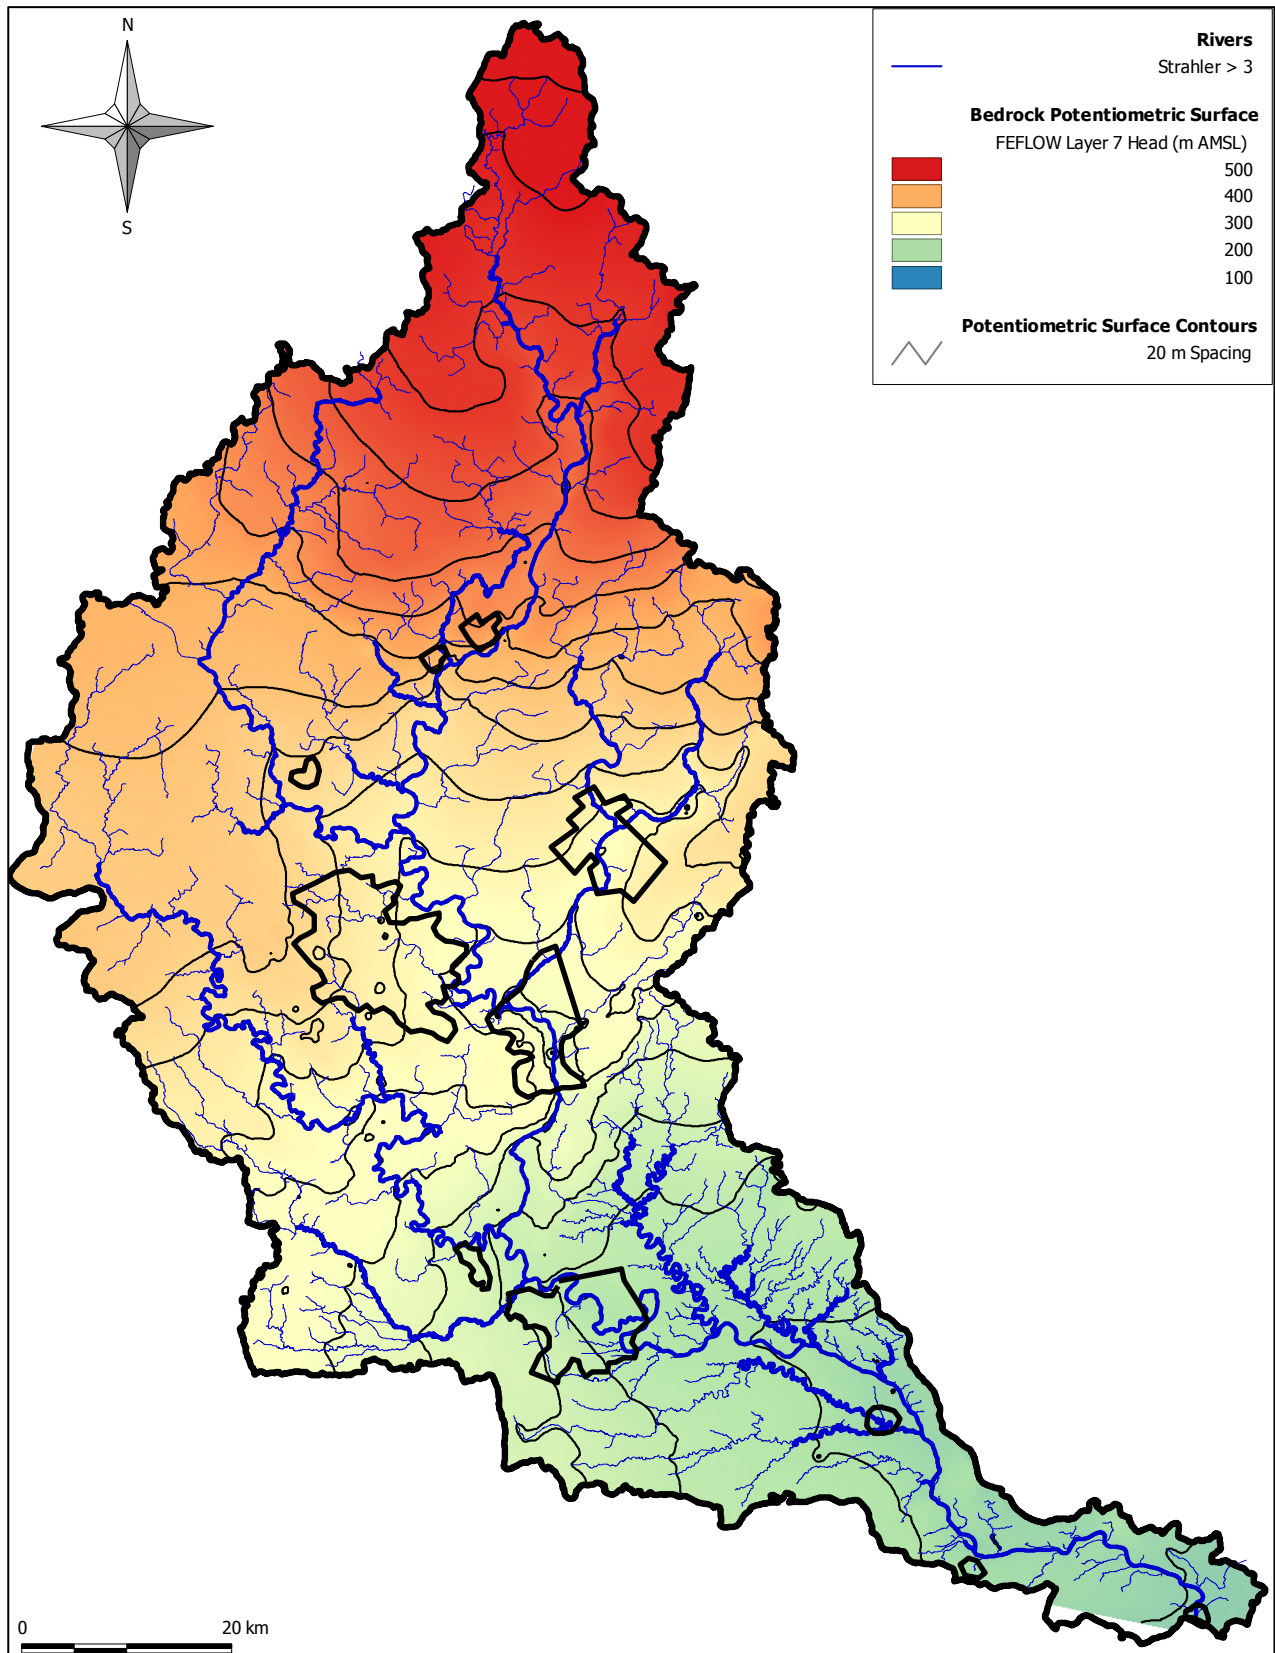 N
S
Rivers
Strahler > 3
Bedrock Potentiometric Surface
FEFLOW Layer 7 Head (m AMSL)
500
400
300
200
100
Potentiometric Surface Contours
20 m Spacing
0 20 km